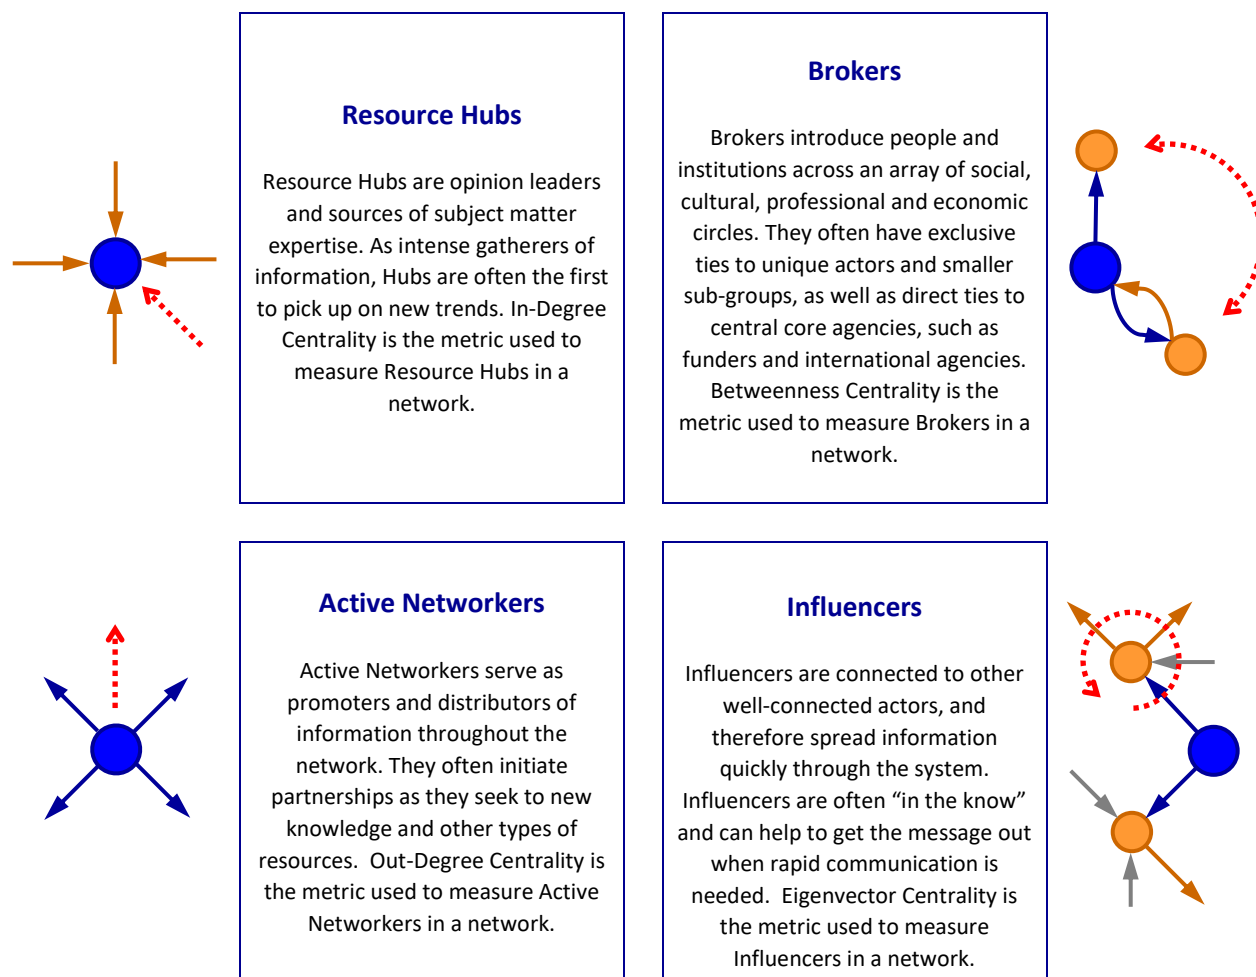 Resource Hubs
Resource Hubs are opinion leaders
and sources of subject matter
expertise. As intense gatherers of
information, Hubs are often the first
to pick up on new trends. In-Degree
Centrality is the metric used to
measure Resource Hubs in a
network.
Brokers
Brokers introduce people and
institutions across an array of social,
cultural, professional and economic
circles. They often have exclusive
ties to unique actors and smaller
sub-groups, as well as direct ties to
central core agencies, such as
funders and international agencies.
Betweenness Centrality is the
metric used to measure Brokers in a
network.
Active Networkers
Active Networkers serve as
promoters and distributors of
information throughout the
network. They often initiate
partnerships as they seek to new
knowledge and other types of
resources.  Out-Degree Centrality is
the metric used to measure Active
Networkers in a network.
Influencers
Influencers are connected to other
well-connected actors, and
therefore spread information
quickly through the system.
Influencers are often “in the know”
and can help to get the message out
when rapid communication is
needed.  Eigenvector Centrality is
the metric used to measure
Influencers in a network.